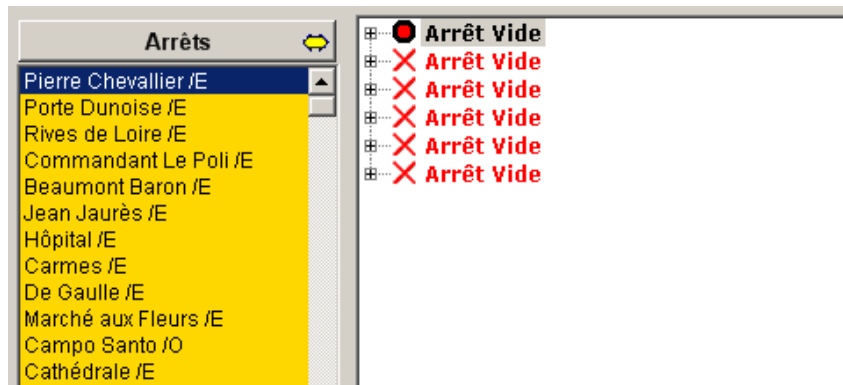 Arrêts
Pierre Chevallier /E
Porte Dunoise /E
Rives de Loire /E
Commandant Le Poli /E
Beaumont Baron /E
Jean Jaurès /E
Hôpital /E
Carmes /E
De Gaulle /E
Marché aux Fleurs /E
Campo Santo /O
Cathédrale /E
Arrêt Vide
Arrêt Vide
Arrêt Vide
Arrêt Vide
Arrêt Vide
Arrêt Vide